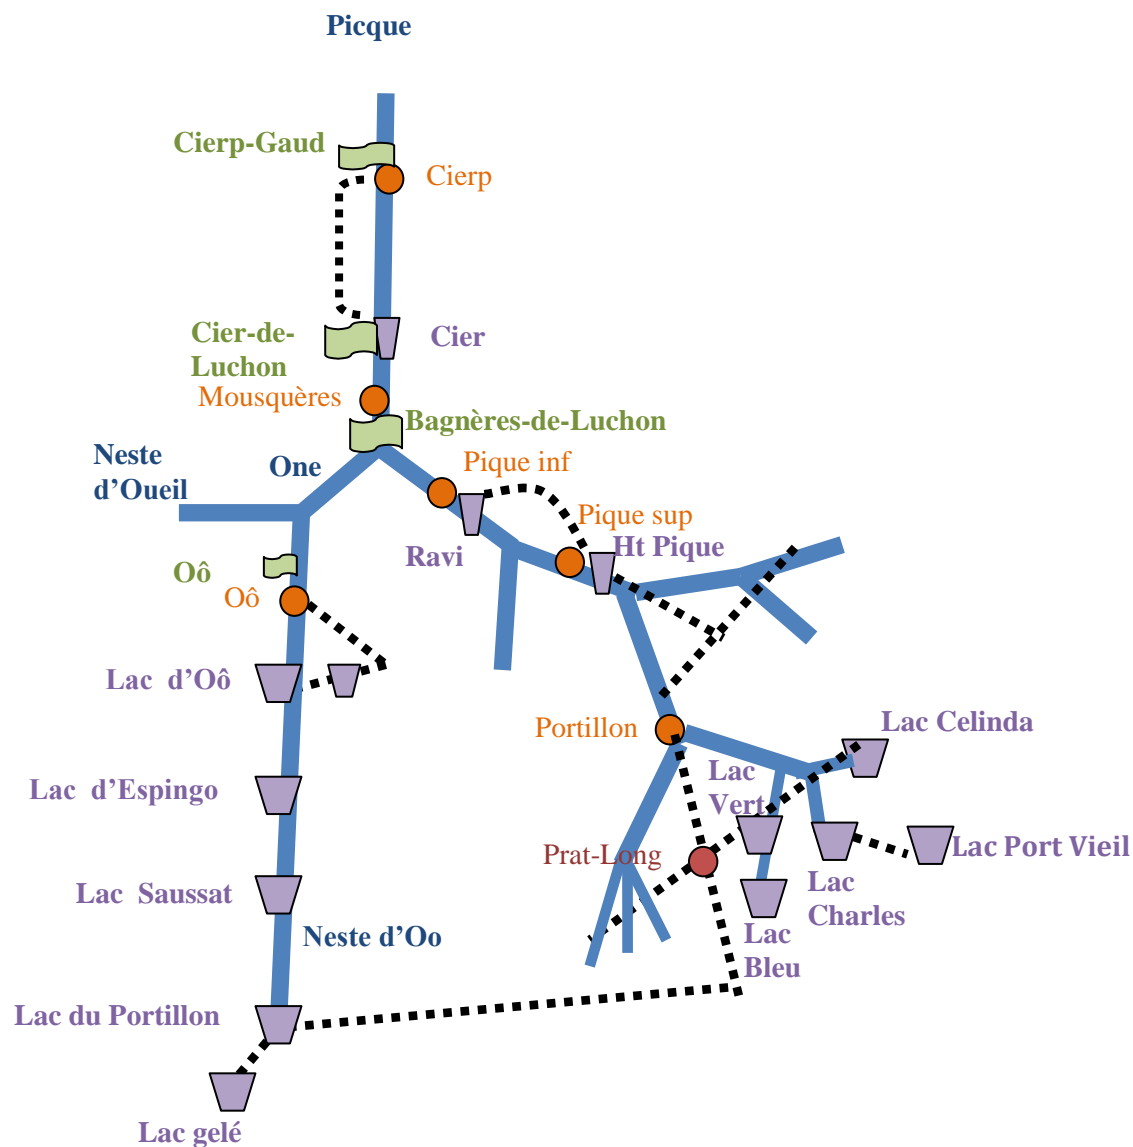 Picque
Cierp-Gaud
Cierp
Cier-de-
Luchon
Cier
Mousquères
Bagnères-de-Luchon
Neste
d'Oueil
One
Pique inf
Pique sup
Ravi
Ht Pique
Oô
Oô
Lac d'Oô
Portillon
Lac Celinda
Lac
Vert
Lac d'Espingo
Prat-Long
Lac Port Vieil
Lac Saussat
Lac
Charles
Neste d'Oo
Lac
Bleu
Lac du Portillon
Lac gelé